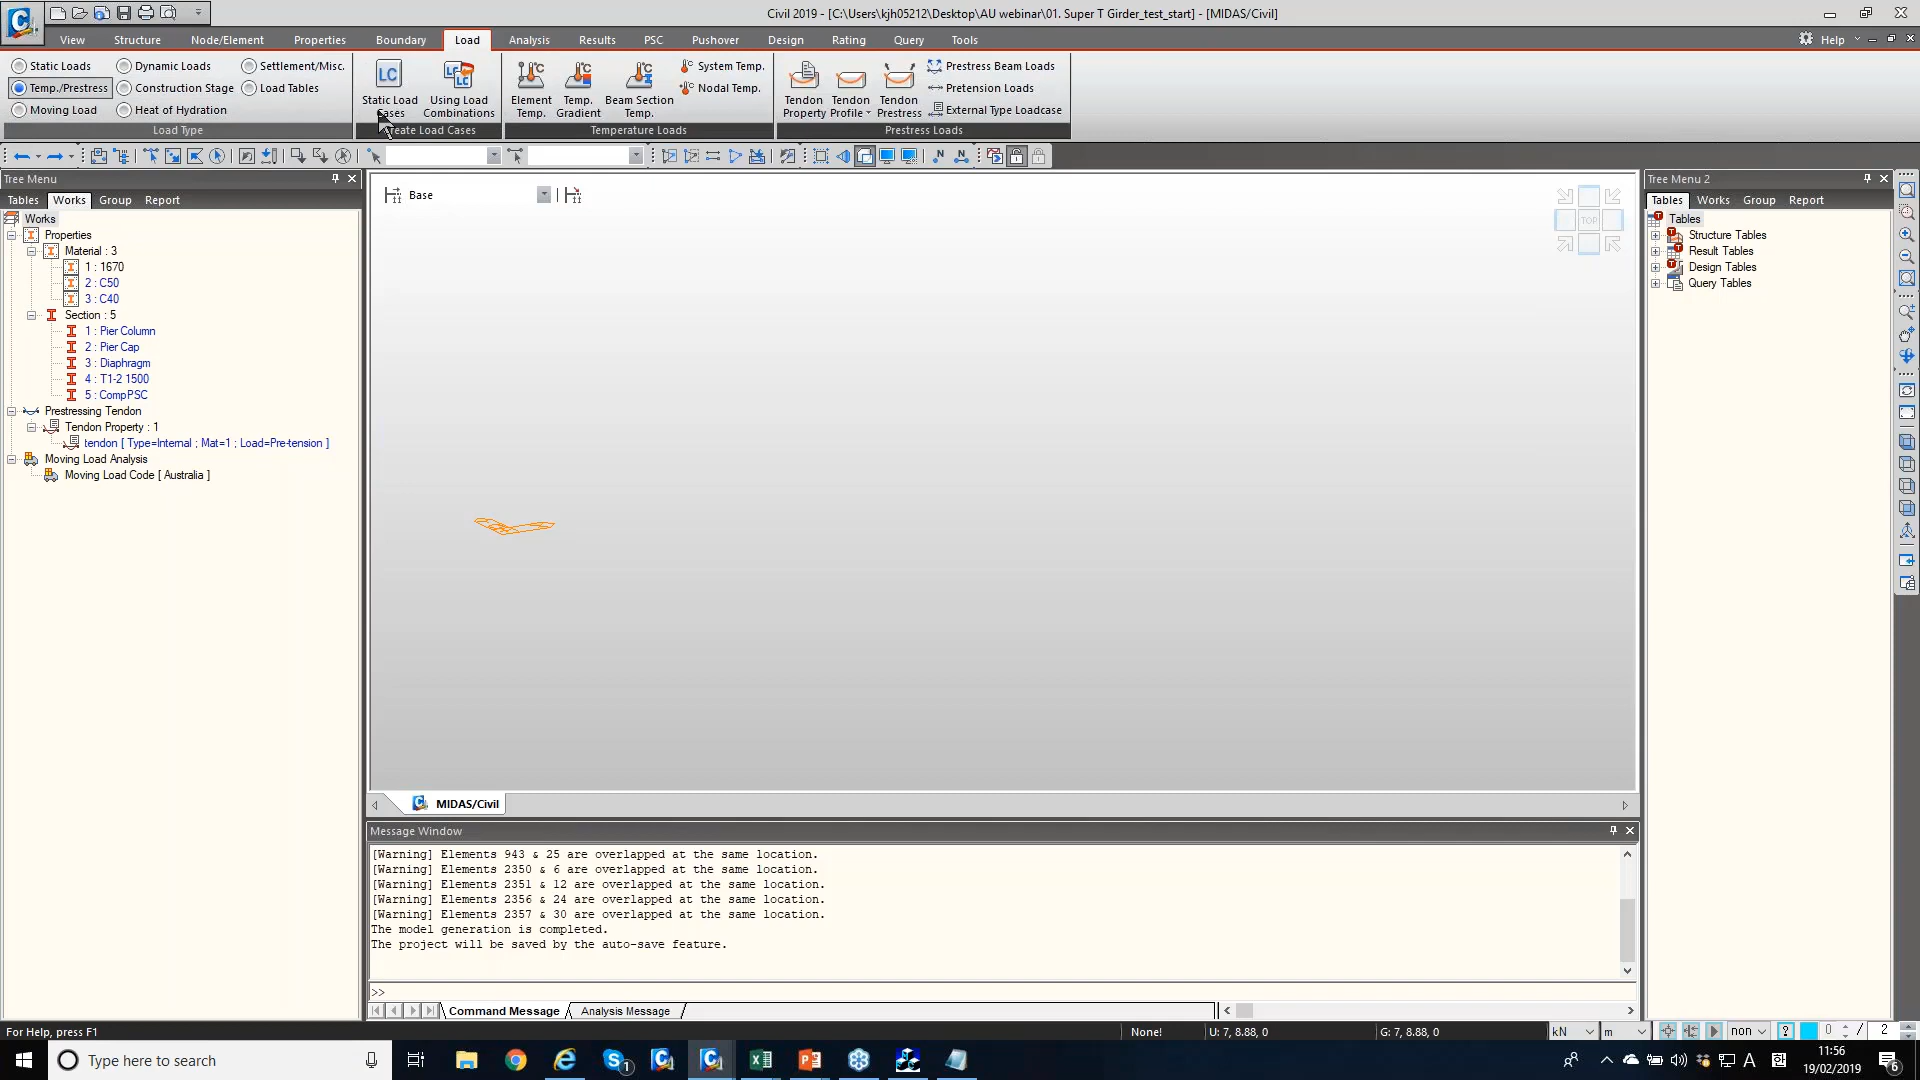 Civil 2019 - [C:\Users\kjh05212\Desktop\AU webinar\01. Super T Girder_test_start] - [MIDAS/Civil]
View Structure Node/Element Properties Boundary Load Analysis Results PSC Pushover Design Rating Query Tools Help
Static Loads Dynamic Loads Settlement/Misc.
Temp./Prestress Construction Stage Load Tables
Moving Load Heat of Hydration
Load Type
Static Load Cases
Using Load Combinations
Create Load Cases
Element Temp.
Temp. Gradient
Beam Section Temp.
System Temp.
Nodal Temp.
Temperature Loads
Tendon Property
Tendon Profile
Tendon Prestress
Prestress Beam Loads
Pretension Loads
External Type Loadcase
Prestress Loads
Tree Menu
Tables Works Group Report
Works
Properties
Material : 3
1 : 1670
2 : C50
3 : C40
Section : 5
1 : Pier Column
2 : Pier Cap
3 : Diaphragm
4 : T1-2 1500
5 : CompPSC
Prestressing Tendon
Tendon Property : 1
tendon [ Type=Internal ; Mat=1 ; Load=Pre-tension ]
Moving Load Analysis
Moving Load Code [ Australia ]
Base
TOP
MIDAS/Civil
Tree Menu 2
Tables Works Group Report
Tables
Structure Tables
Result Tables
Design Tables
Query Tables
Message Window
[Warning] Elements 943 & 25 are overlapped at the same location.
[Warning] Elements 2350 & 6 are overlapped at the same location.
[Warning] Elements 2351 & 12 are overlapped at the same location.
[Warning] Elements 2356 & 24 are overlapped at the same location.
[Warning] Elements 2357 & 30 are overlapped at the same location.
The model generation is completed.
The project will be saved by the auto-save feature.
>>
Command Message Analysis Message
For Help, press F1
None! U: 7, 8.88, 0 G: 7, 8.88, 0 kN m non ? 0 / 2
Type here to search
A
11:56
19/02/2019
6